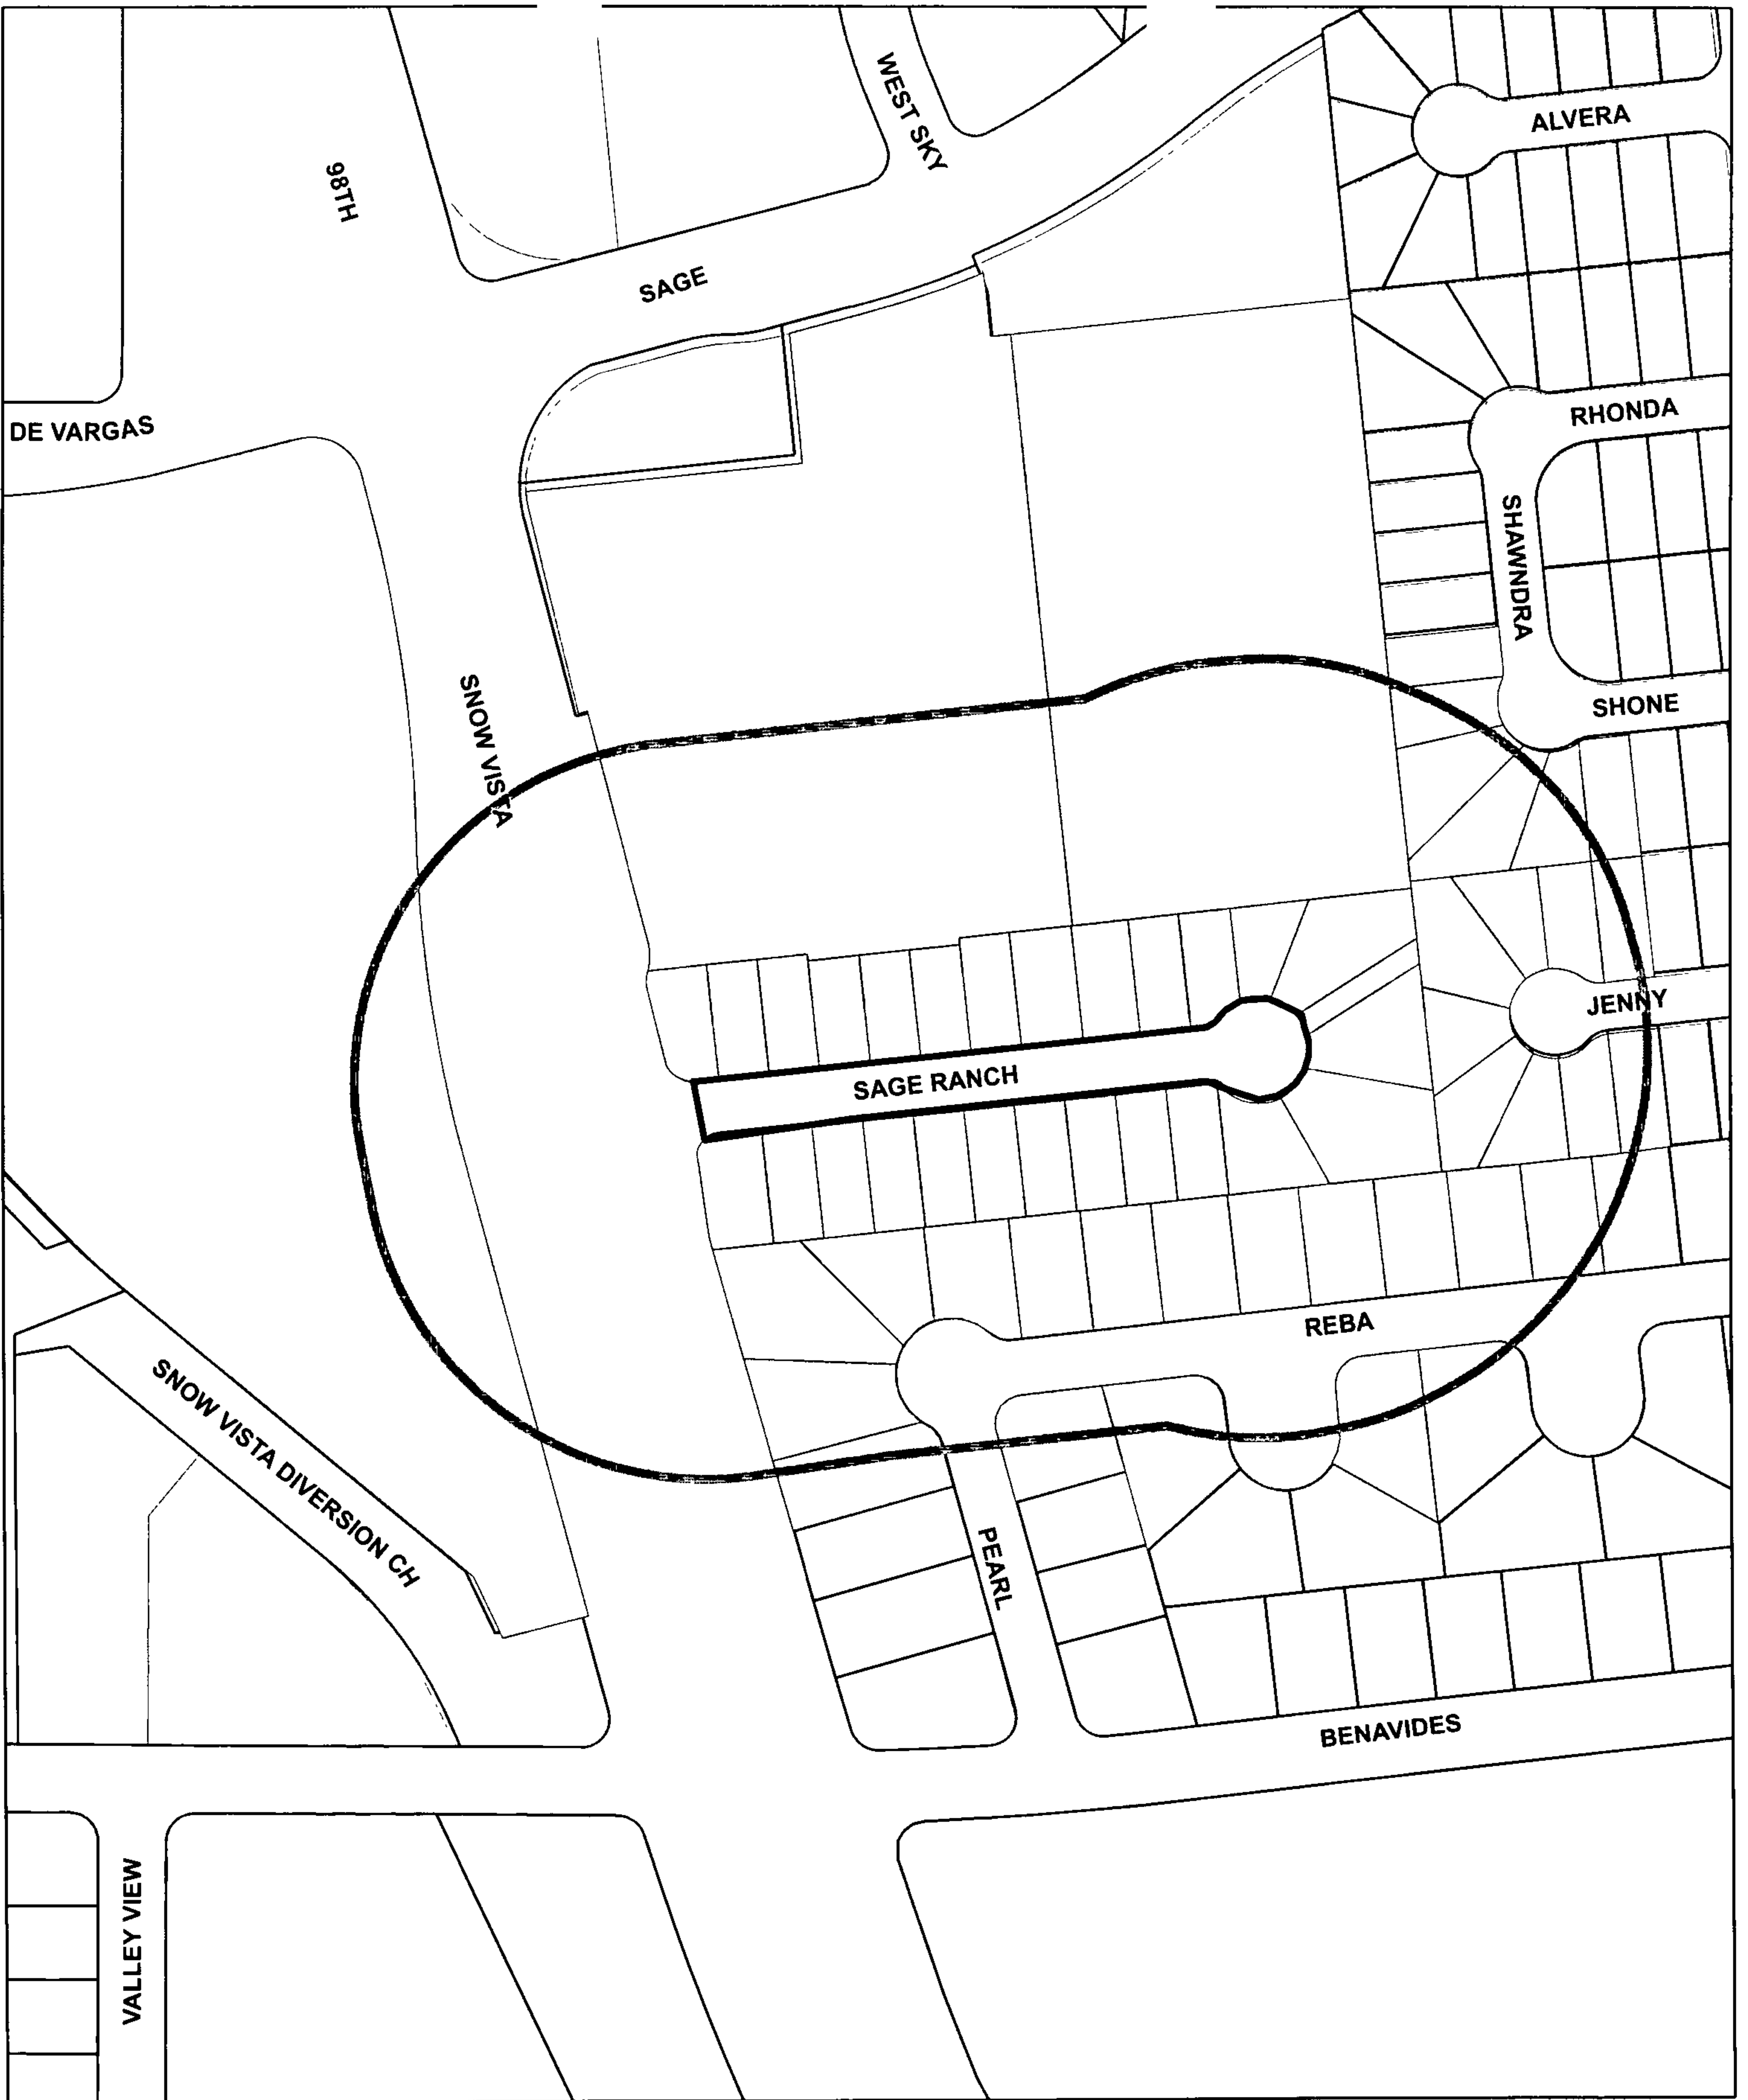 WEST SKY
ALVERA
98TH
SAGE
DE VARGAS
RHONDA
SHAWNDRA
SNOW VISTA
SHONE
JENNY
SAGE RANCH
REBA
SNOW VISTA DIVERSION CH
PEARL
BENAVIDES
VALLEY VIEW